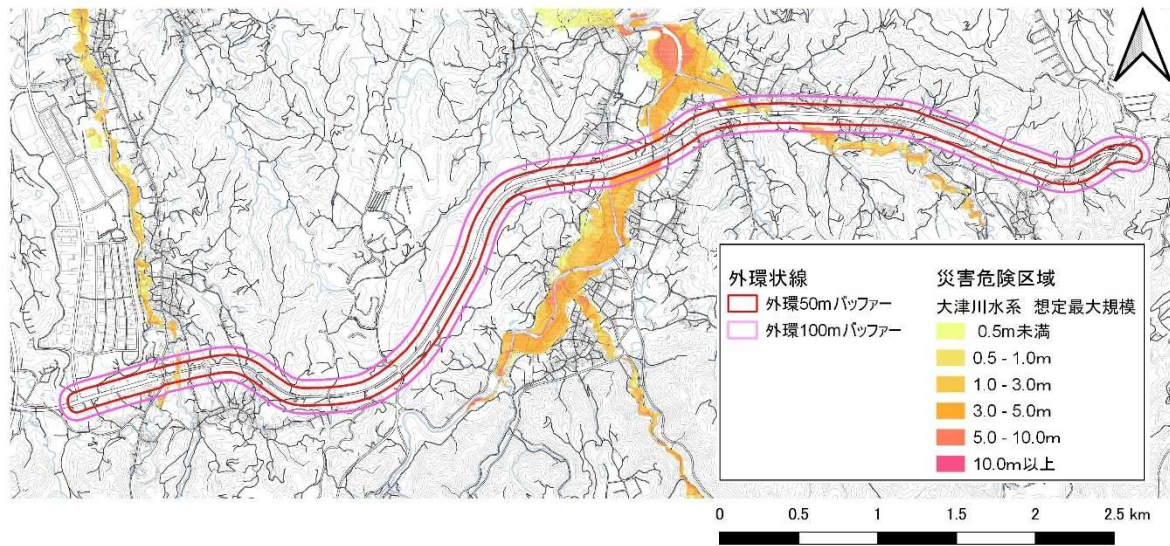 外環状線
外環50mバッファー
外環100mバッファー
災害危険区域
大津川水系 想定最大規模
0.5m未満
0.5 - 1.0m
1.0 - 3.0m
3.0 - 5.0m
5.0 - 10.0m
10.0m以上
0 0.5 1 1.5 2 2.5 km